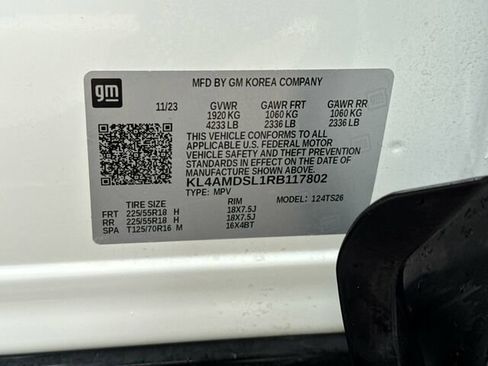 gm
MFD BY GM KOREA COMPANY
11/23 GVWR GAWR FRT GAWR RR
1920 KG 1060 KG 1060 KG
4233 LB 2336 LB 2336 LB
THIS VEHICLE CONFORMS TO ALL
APPLICABLE U.S. FEDERAL MOTOR
VEHICLE SAFETY AND THEFT PREVENTION
STANDARDS IN EFFECT ON THE DATE OF
MANUFACTURE SHOWN ABOVE.
KL4AMDSL1RB117802
TYPE: MPV MODEL: 124TS26
TIRE SIZE RIM
FRT 225/55R18 H 18X7.5J
RR 225/55R18 H 18X7.5J
SPA T125/70R16 M 16X4BT